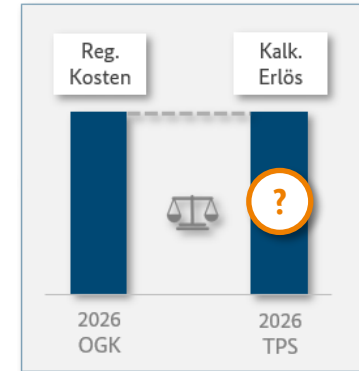 Reg.
Kosten
Kalk.
Erlös
?
2026
OGK
2026
TPS